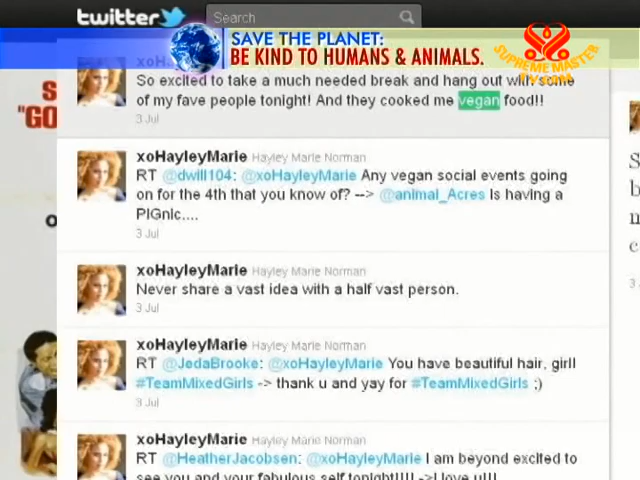 twitter
Search
SAVE THE PLANET:
BE KIND TO HUMANS & ANIMALS.
SUPREME MASTER
TV.COM
So excited to take a much needed break and hang out with some
of my fave people tonight! And they cooked me vegan food!!
3 Jul
xoHayleyMarie Hayley Marie Norman
RT @dwill104: @xoHayleyMarie Any vegan social events going
on for the 4th that you know of? --> @animal_Acres Is having a
PIGnic....
3 Jul
xoHayleyMarie Hayley Marie Norman
Never share a vast idea with a half vast person.
3 Jul
xoHayleyMarie Hayley Marie Norman
RT @JedaBrooke: @xoHayleyMarie You have beautiful hair, girl!
#TeamMixedGirls -> thank u and yay for #TeamMixedGirls ;)
3 Jul
xoHayleyMarie Hayley Marie Norman
RT @HeatherJacobsen: @xoHayleyMarie I am beyond excited to
see you and your fabulous self tonight!!!! ->I love u!!!
"GO